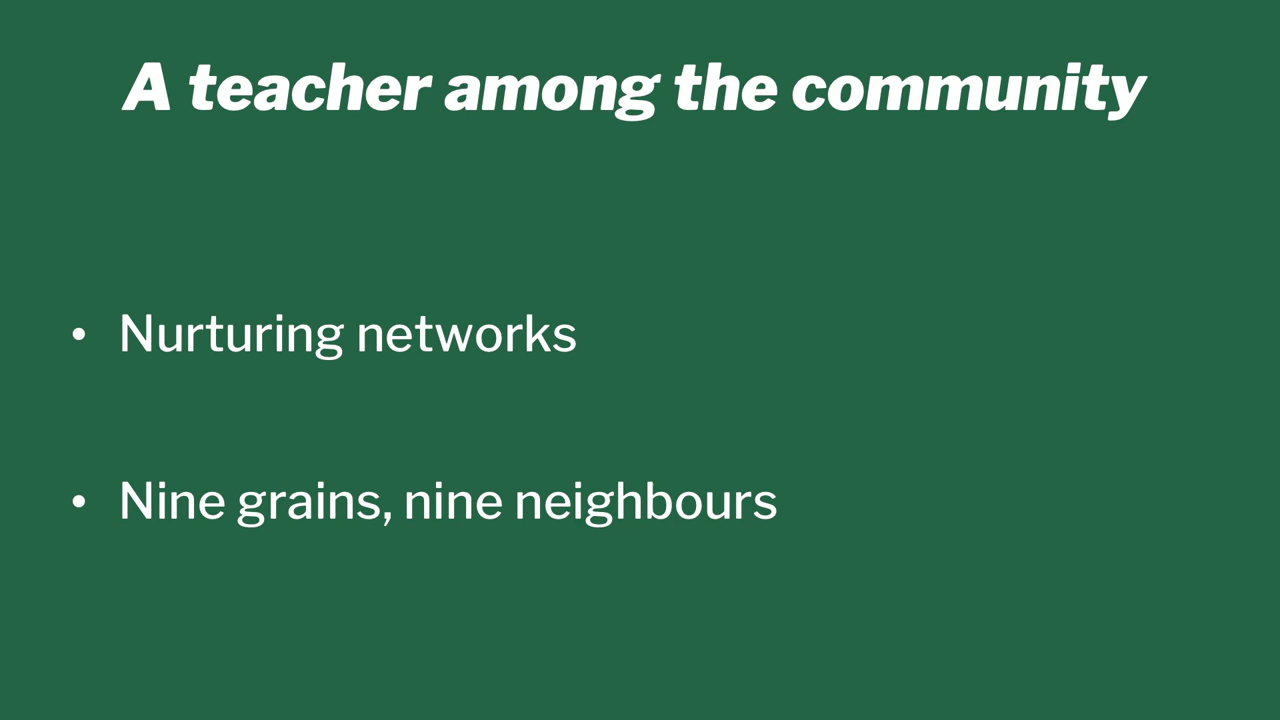 A teacher among the community
• Nurturing networks
• Nine grains, nine neighbours